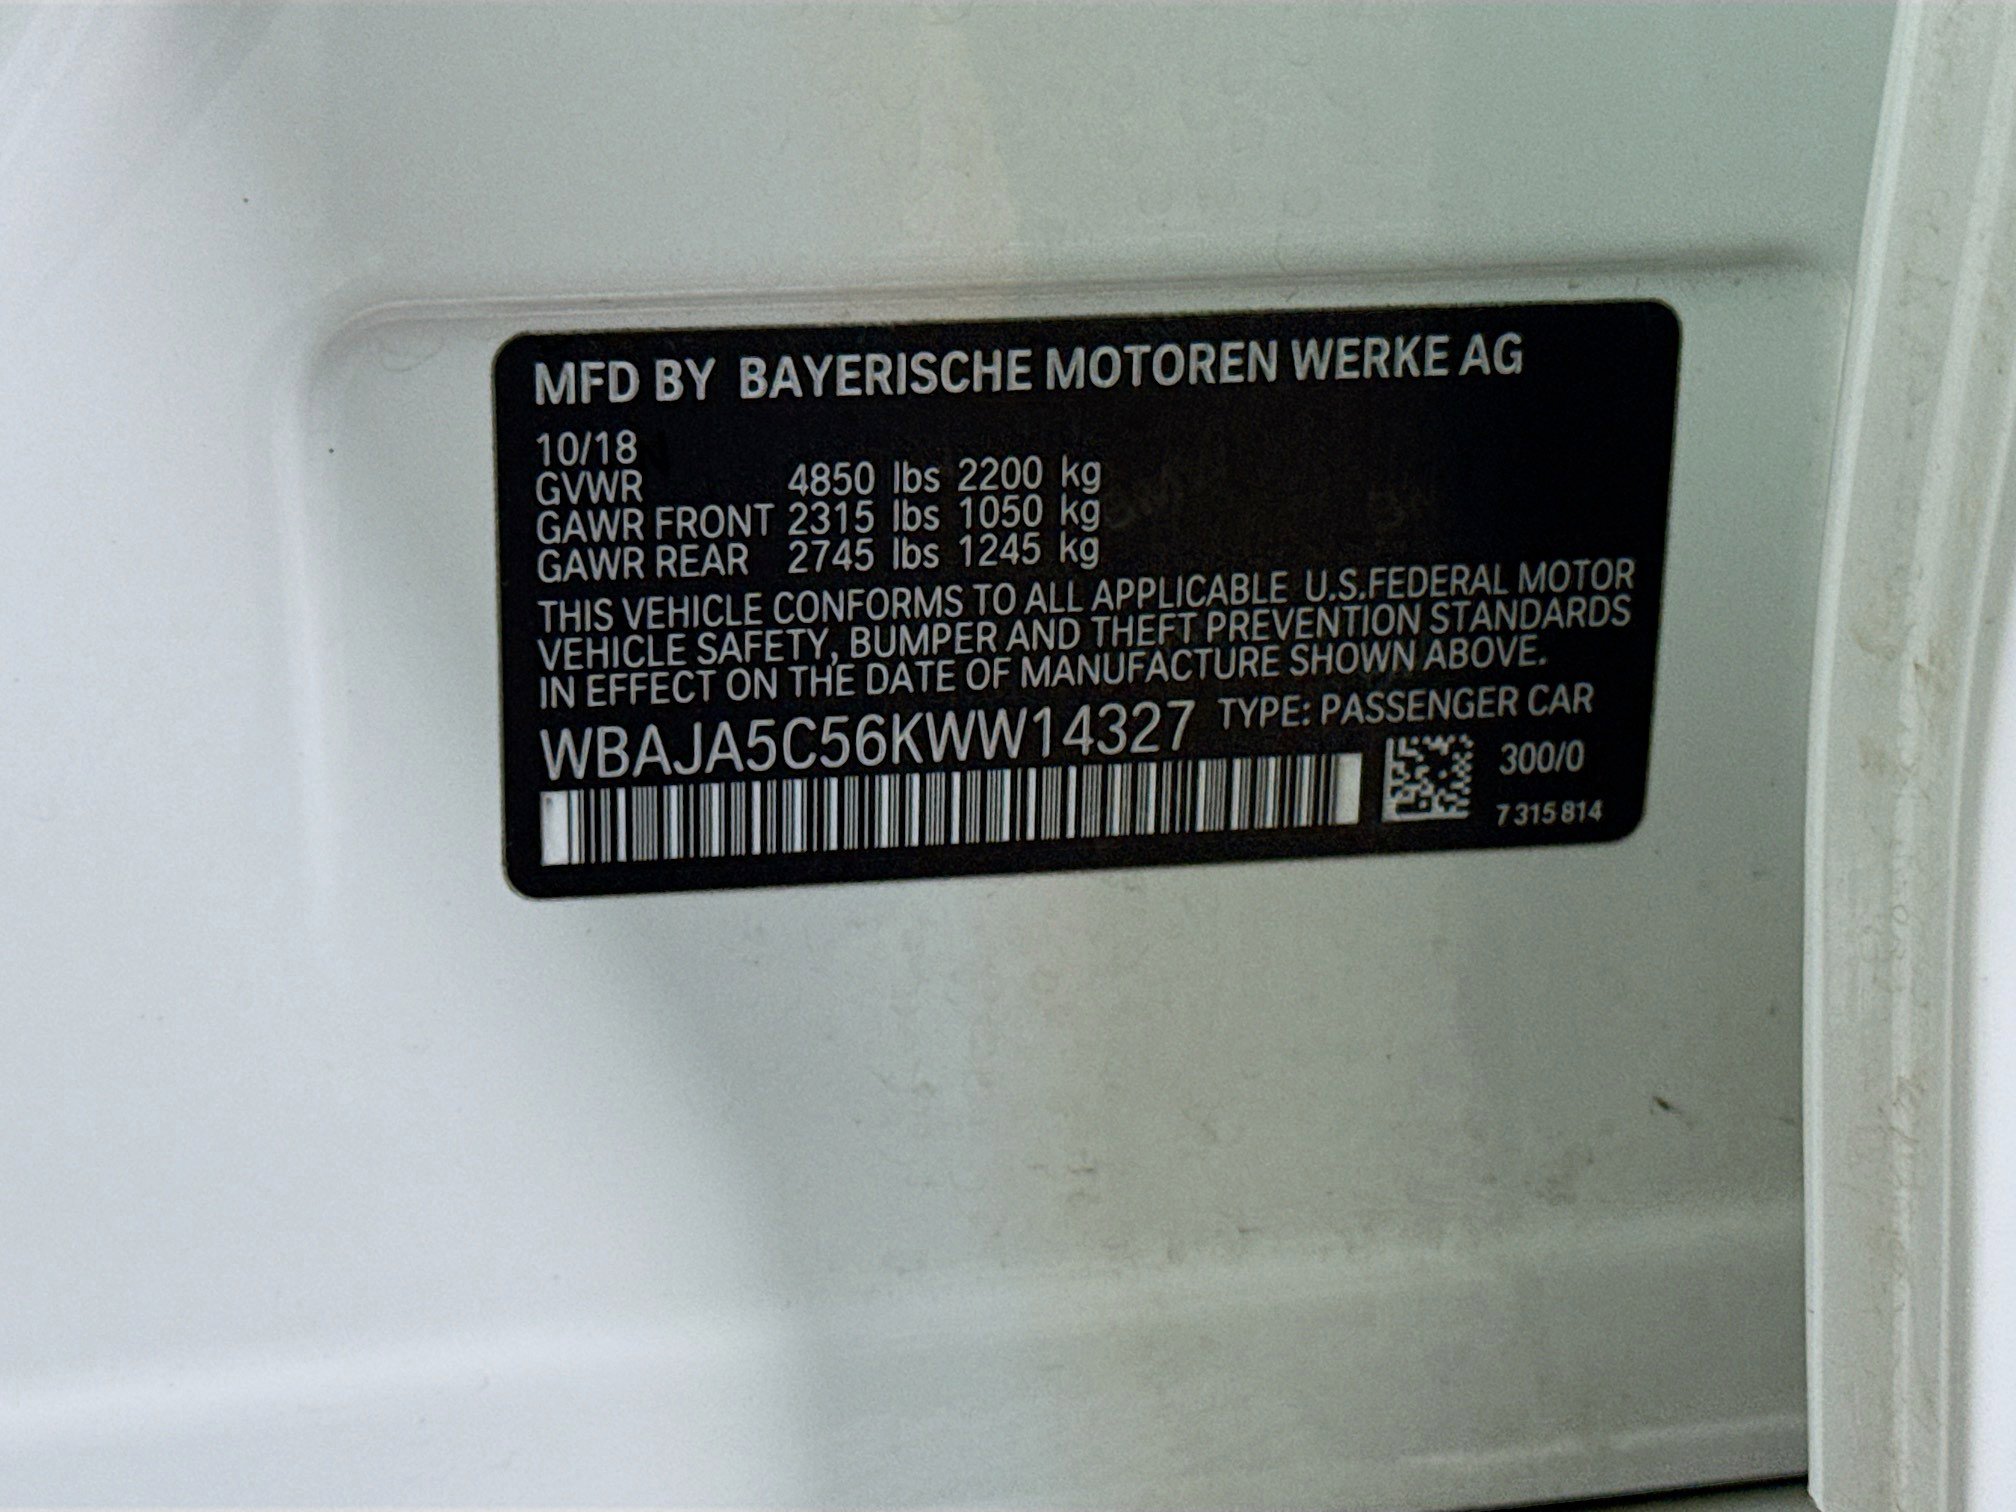 MFD BY BAYERISCHE MOTOREN WERKE AG
10/18
GVWR 4850 lbs 2200 kg
GAWR FRONT 2315 lbs 1050 kg
GAWR REAR 2745 lbs 1245 kg
THIS VEHICLE CONFORMS TO ALL APPLICABLE U.S.FEDERAL MOTOR
VEHICLE SAFETY, BUMPER AND THEFT PREVENTION STANDARDS
IN EFFECT ON THE DATE OF MANUFACTURE SHOWN ABOVE.
WBAJA5C56KWW14327 TYPE: PASSENGER CAR
300/0
7 315 814